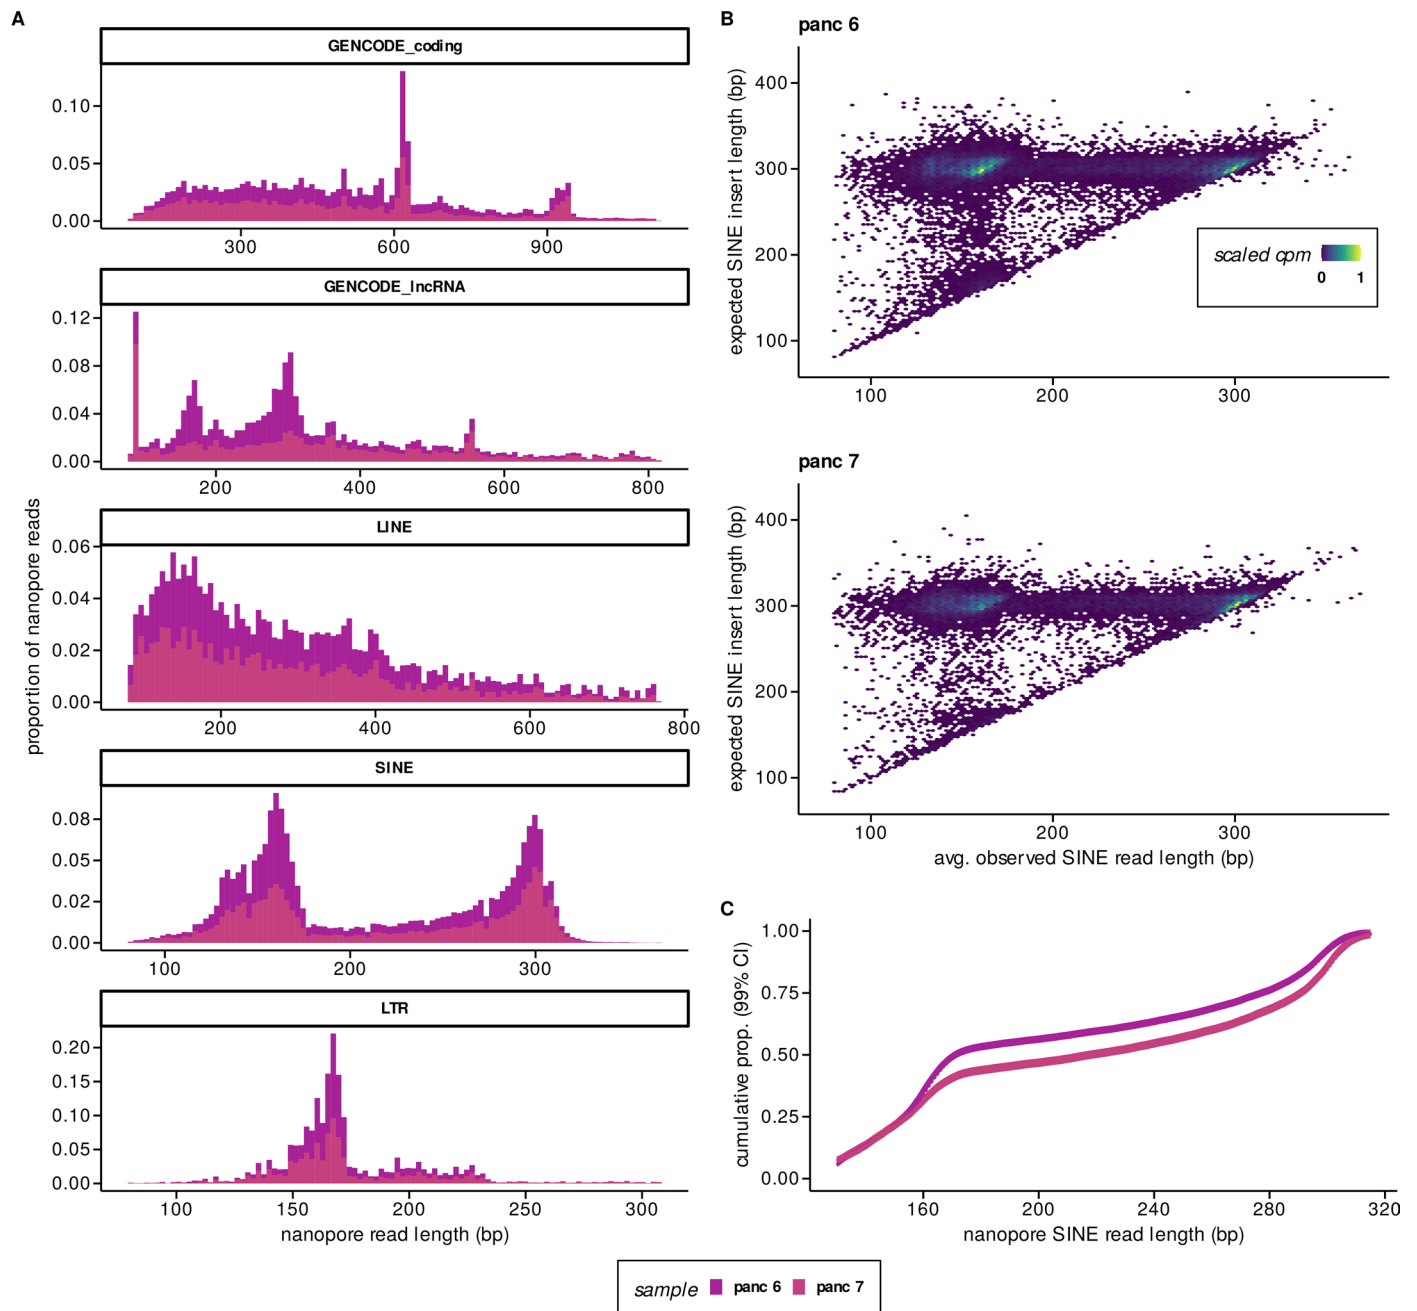 A
GENCODE_coding
0.10
0.05
0.00
300 600 900
GENCODE_lncRNA
0.12
0.08
0.04
0.00
200 400 600 800
LINE
0.06
0.04
0.02
0.00
200 400 600 800
SINE
0.08
0.05
0.02
0.00
100 200 300
LTR
0.20
0.15
0.10
0.05
0.00
100 150 200 250 300
nanopore read length (bp)
proportion of nanopore reads
B
panc 6
400
300
200
100
100 200 300
expected SINE insert length (bp)
scaled cpm
0 1
panc 7
400
300
200
100
100 200 300
expected SINE insert length (bp)
avg. observed SINE read length (bp)
C
1.00
0.75
0.50
0.25
0.00
160 200 240 280 320
cumulative prop. (99% CI)
nanopore SINE read length (bp)
sample panc 6 panc 7